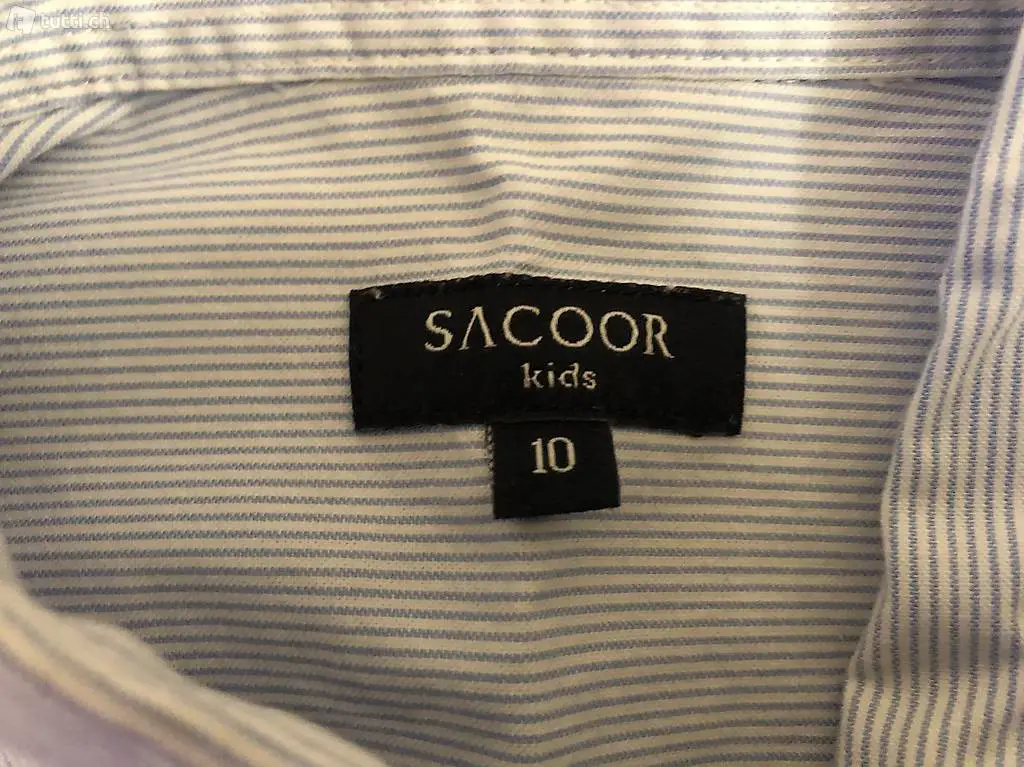 tutti.ch
SACOOR
kids
10